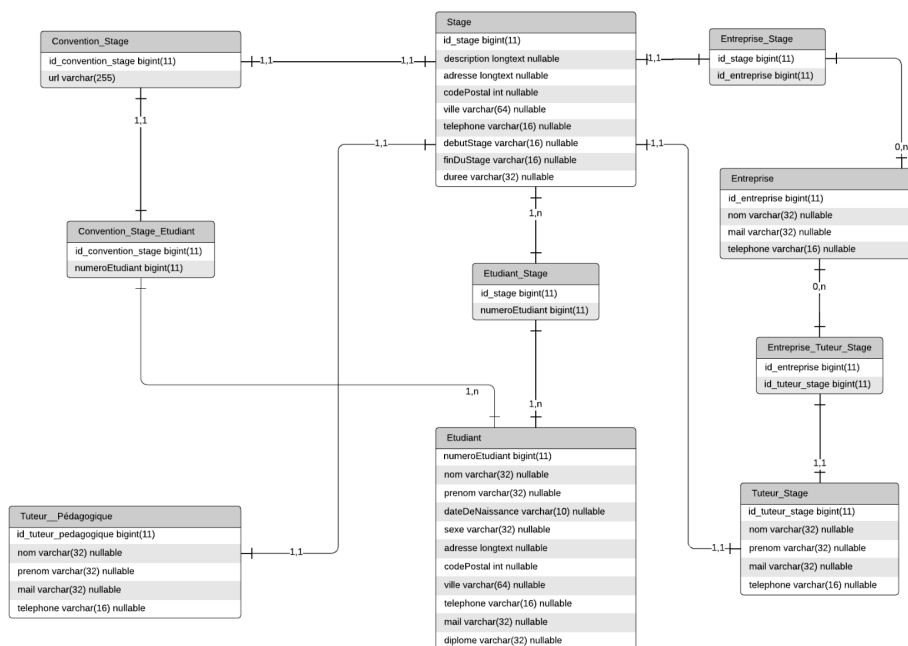 Convention_Stage
id_convention_stage bigint(11)
url varchar(255)
1,1
1,1
1,1
Stage
id_stage bigint(11)
description longtext nullable
adresse longtext nullable
codePostal int nullable
ville varchar(64) nullable
telephone varchar(16) nullable
debutStage varchar(16) nullable
finDuStage varchar(16) nullable
duree varchar(32) nullable
1,1
1,1
1,1
1,n
Entreprise_Stage
id_stage bigint(11)
id_entreprise bigint(11)
0,n
Entreprise
id_entreprise bigint(11)
nom varchar(32) nullable
mail varchar(32) nullable
telephone varchar(16) nullable
0,n
Convention_Stage_Etudiant
id_convention_stage bigint(11)
numeroEtudiant bigint(11)
1,n
Etudiant_Stage
id_stage bigint(11)
numeroEtudiant bigint(11)
1,n
Entreprise_Tuteur_Stage
id_entreprise bigint(11)
id_tuteur_stage bigint(11)
1,1
Etudiant
numeroEtudiant bigint(11)
nom varchar(32) nullable
prenom varchar(32) nullable
dateDeNaissance varchar(10) nullable
sexe varchar(32) nullable
adresse longtext nullable
codePostal int nullable
ville varchar(64) nullable
telephone varchar(16) nullable
mail varchar(32) nullable
diplome varchar(32) nullable
Tuteur__Pédagogique
id_tuteur_pedagogique bigint(11)
nom varchar(32) nullable
prenom varchar(32) nullable
mail varchar(32) nullable
telephone varchar(16) nullable
1,1
1,1
Tuteur_Stage
id_tuteur_stage bigint(11)
nom varchar(32) nullable
prenom varchar(32) nullable
mail varchar(32) nullable
telephone varchar(16) nullable